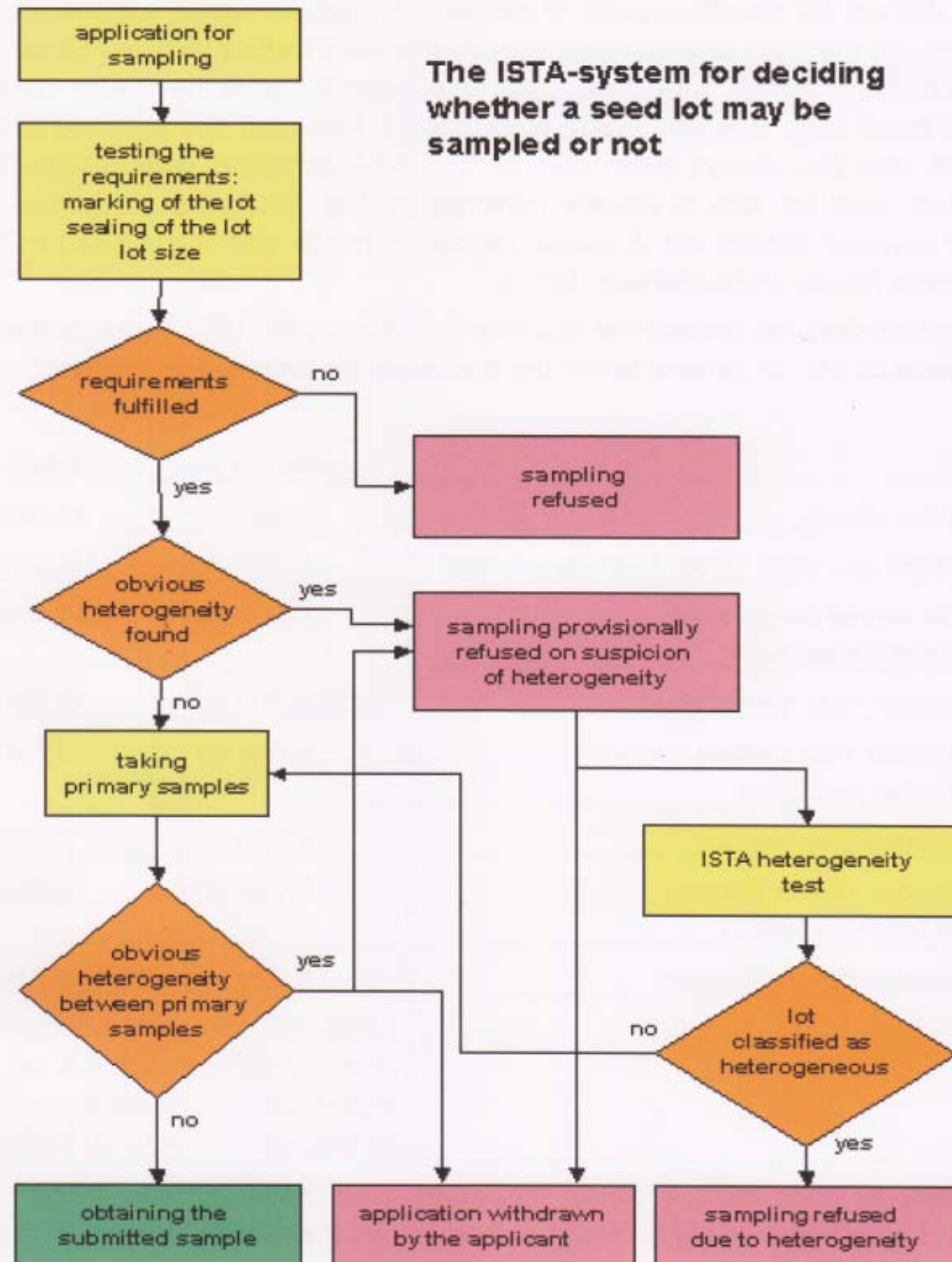 application for
sampling
The ISTA-system for deciding
whether a seed lot may be
sampled or not
testing the
requirements:
marking of the lot
sealing of the lot
lot size
requirements
fulfilled
no
yes
sampling
refused
obvious
heterogeneity
found
yes
no
sampling provisionally
refused on suspicion
of heterogeneity
taking
primary samples
ISTA heterogeneity
test
obvious
heterogeneity
between primary
samples
yes
no
lot
classified as
heterogeneous
no
yes
obtaining the
submitted sample
application withdrawn
by the applicant
sampling refused
due to heterogeneity